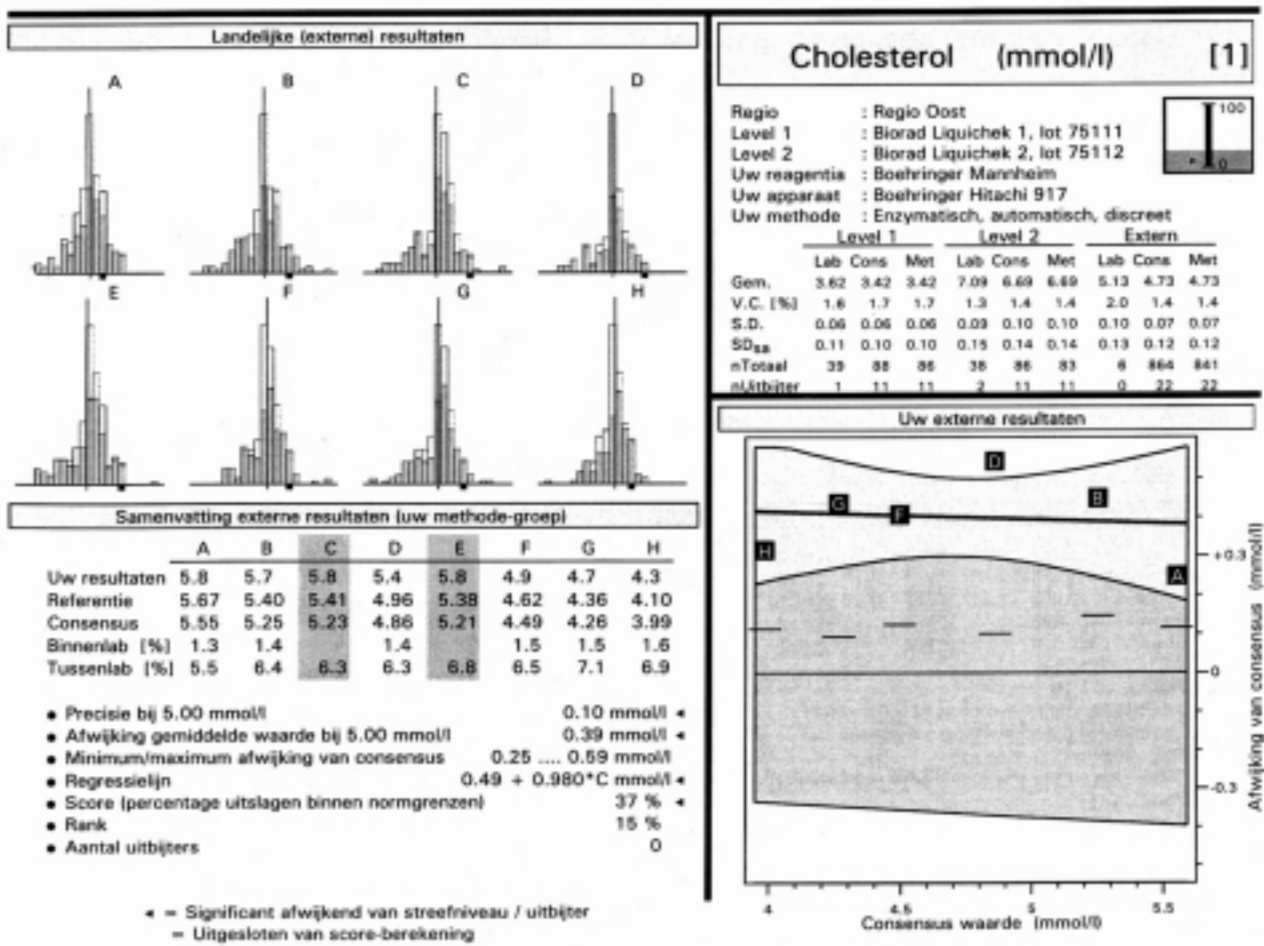 Landelijke (externe) resultaten
A B C D
E F G H
Samenvatting externe resultaten (uw methode-groep)
A B C D E F G H
Uw resultaten 5.8 5.7 5.8 5.4 5.8 4.9 4.7 4.3
Referentie 5.67 5.40 5.41 4.96 5.38 4.62 4.36 4.10
Consensus 5.55 5.25 5.23 4.86 5.21 4.49 4.26 3.99
Binnenlab [%] 1.3 1.4 1.4 1.5 1.5 1.6
Tussenlab [%] 5.5 6.4 6.3 6.3 6.8 6.5 7.1 6.9
• Precisie bij 5.00 mmol/l 0.10 mmol/l ◂
• Afwijking gemiddelde waarde bij 5.00 mmol/l 0.39 mmol/l ◂
• Minimum/maximum afwijking van consensus 0.25 .... 0.59 mmol/l
• Regressielijn 0.49 + 0.980*C mmol/l ◂
• Score (percentage uitslagen binnen normgrenzen) 37 % ◂
• Rank 15 %
• Aantal uitbijters 0
◂ = Significant afwijkend van streefniveau / uitbijter
= Uitgesloten van score-berekening
Cholesterol (mmol/l) [1]
Regio : Regio Oost
Level 1 : Biorad Liquichek 1, lot 75111
Level 2 : Biorad Liquichek 2, lot 75112
Uw reagentia : Boehringer Mannheim
Uw apparaat : Boehringer Hitachi 917
Uw methode : Enzymatisch, automatisch, discreet
100
0
Level 1 Level 2 Extern
Lab Cons Met Lab Cons Met Lab Cons Met
Gem. 3.62 3.42 3.42 7.09 6.69 6.69 5.13 4.73 4.73
V.C. [%] 1.6 1.7 1.7 1.3 1.4 1.4 2.0 1.4 1.4
S.D. 0.06 0.06 0.06 0.09 0.10 0.10 0.10 0.07 0.07
SDsa 0.11 0.10 0.10 0.15 0.14 0.14 0.13 0.12 0.12
nTotaal 39 88 86 38 86 83 6 864 841
nUitbijter 1 11 11 2 11 11 0 22 22
Uw externe resultaten
D
G F B
H A
+0.3
0
-0.3
Afwijking van consensus (mmol/l)
4 4.5 5 5.5
Consensus waarde (mmol/l)